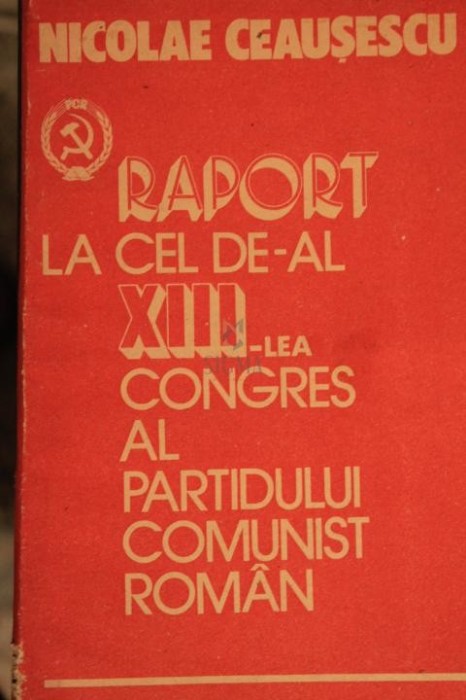 NICOLAE CEAUȘESCU
PCR
RAPORT
LA CEL DE-AL
XIII-LEA
CONGRES
AL
PARTIDULUI
COMUNIST
ROMÂN